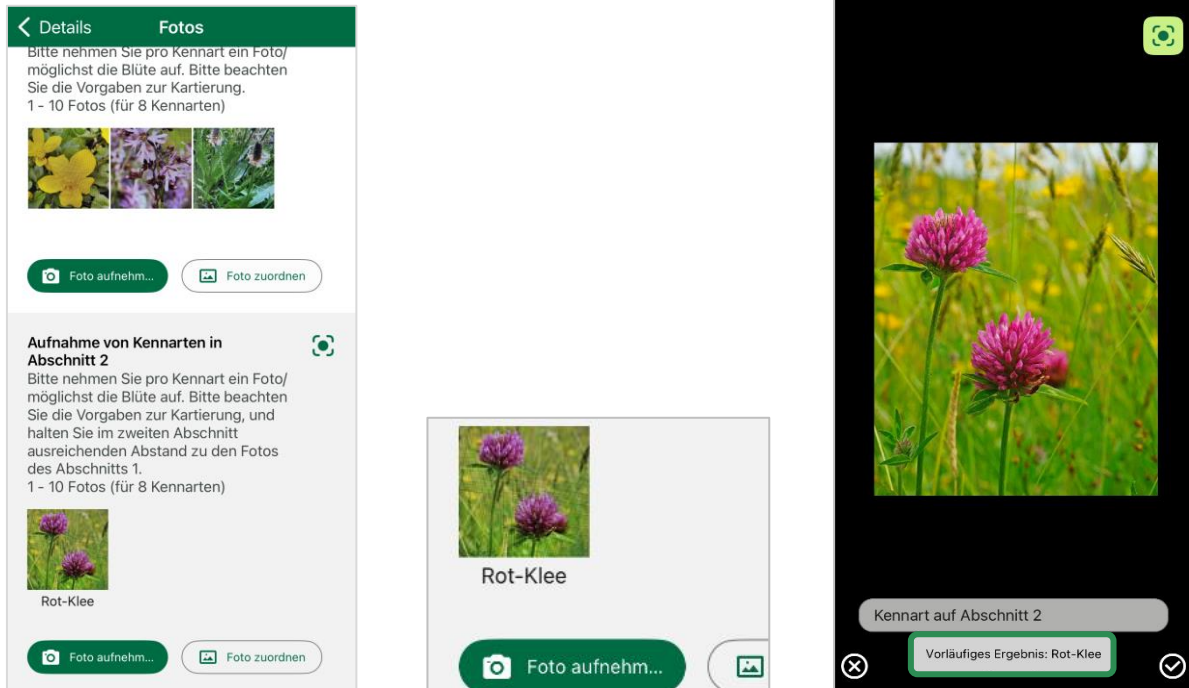 Details Fotos
Bitte nehmen Sie pro Kennart ein Foto/
möglichst die Blüte auf. Bitte beachten
Sie die Vorgaben zur Kartierung.
1 - 10 Fotos (für 8 Kennarten)
Foto aufnehm... Foto zuordnen
Aufnahme von Kennarten in
Abschnitt 2
Bitte nehmen Sie pro Kennart ein Foto/
möglichst die Blüte auf. Bitte beachten
Sie die Vorgaben zur Kartierung, und
halten Sie im zweiten Abschnitt
ausreichenden Abstand zu den Fotos
des Abschnitts 1.
1 - 10 Fotos (für 8 Kennarten)
Rot-Klee
Foto aufnehm... Foto zuordnen
Rot-Klee
Foto aufnehm...
Kennart auf Abschnitt 2
Vorläufiges Ergebnis: Rot-Klee